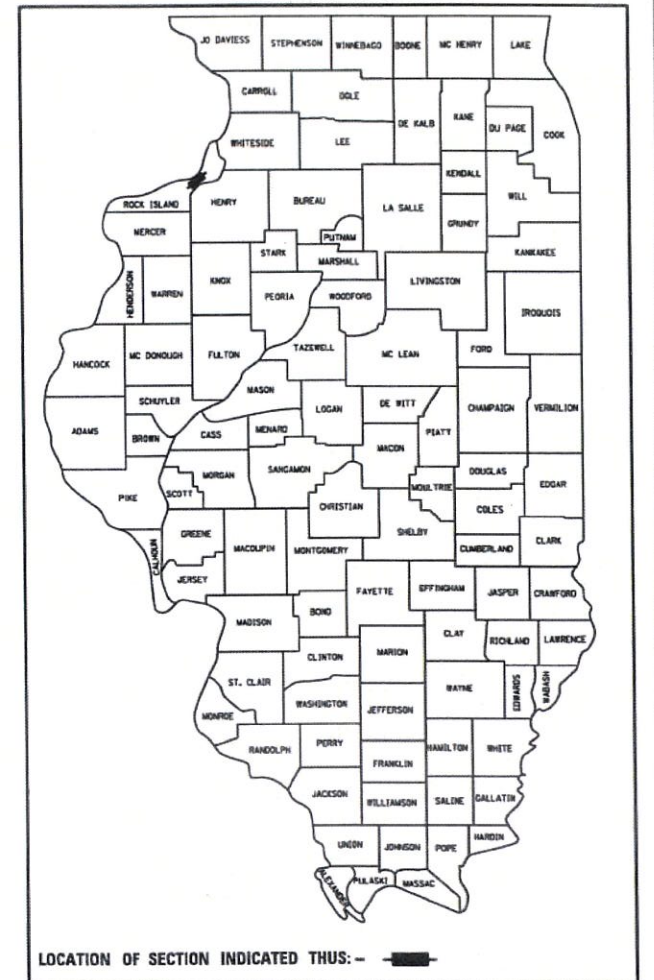 JO DAVIESS
STEPHENSON
WINNEBAGO
BOONE
MC HENRY
LAKE
CARROLL
OGLE
DE KALB
KANE
DU PAGE
COOK
WHITESIDE
LEE
KENDALL
WILL
ROCK ISLAND
HENRY
BUREAU
LA SALLE
GRUNDY
MERCER
PUTNAM
STARK
MARSHALL
KANKAKEE
HENDERSON
WARREN
KNOX
PEORIA
WOODFORD
LIVINGSTON
IROQUOIS
HANCOCK
MC DONOUGH
FULTON
TAZEWELL
MC LEAN
FORD
SCHUYLER
MASON
ADAMS
BROWN
CASS
MENARD
LOGAN
DE WITT
PIATT
CHAMPAIGN
VERMILION
MACON
PIKE
SCOTT
MORGAN
SANGAMON
CHRISTIAN
MOULTRIE
DOUGLAS
COLES
EDGAR
GREENE
MACOUPIN
MONTGOMERY
SHELBY
CUMBERLAND
CLARK
CALHOUN
JERSEY
FAYETTE
EFFINGHAM
JASPER
CRAWFORD
MADISON
BOND
CLINTON
MARION
CLAY
RICHLAND
LAWRENCE
ST. CLAIR
WASHINGTON
JEFFERSON
WAYNE
EDWARDS
WABASH
MONROE
RANDOLPH
PERRY
FRANKLIN
HAMILTON
WHITE
JACKSON
WILLIAMSON
SALINE
GALLATIN
UNION
JOHNSON
POPE
HARDIN
ALEXANDER
PULASKI
MASSAC
LOCATION OF SECTION INDICATED THUS: -